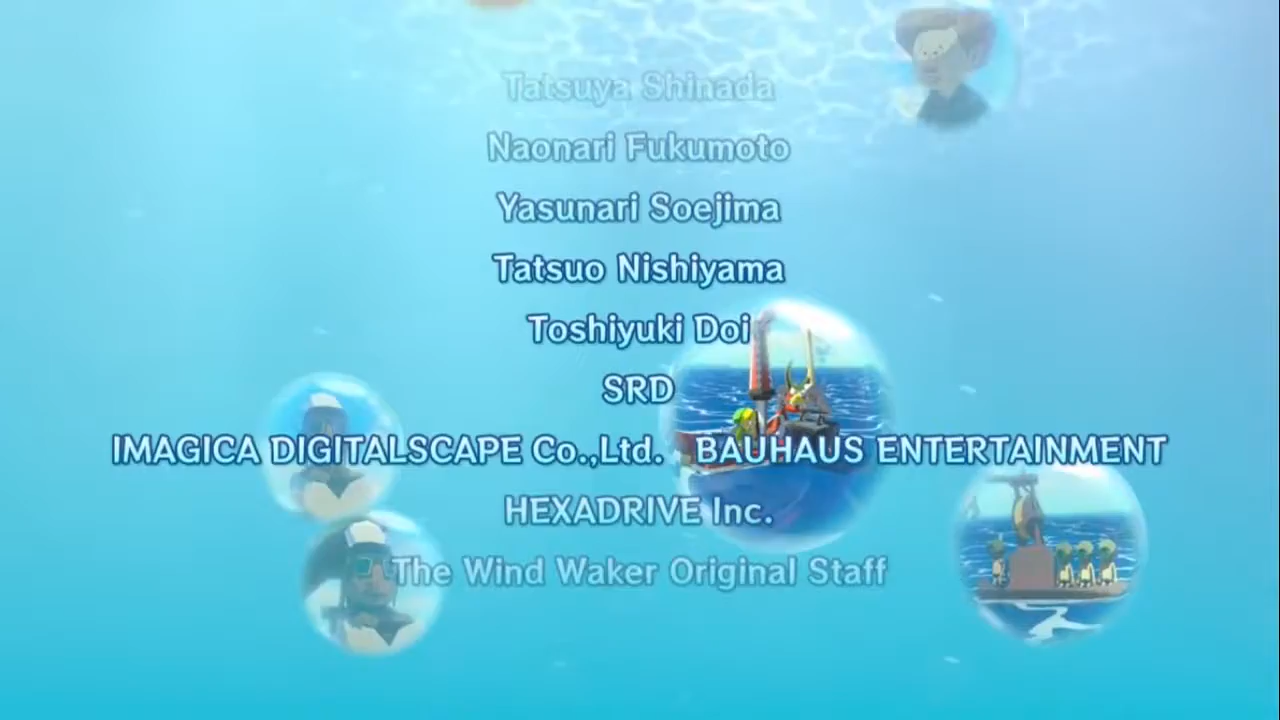 Tatsuya Shinada
Naonari Fukumoto
Yasunari Soejima
Tatsuo Nishiyama
Toshiyuki Doi
SRD
IMAGICA DIGITALSCAPE Co.,Ltd. BAUHAUS ENTERTAINMENT
HEXADRIVE Inc.
The Wind Waker Original Staff